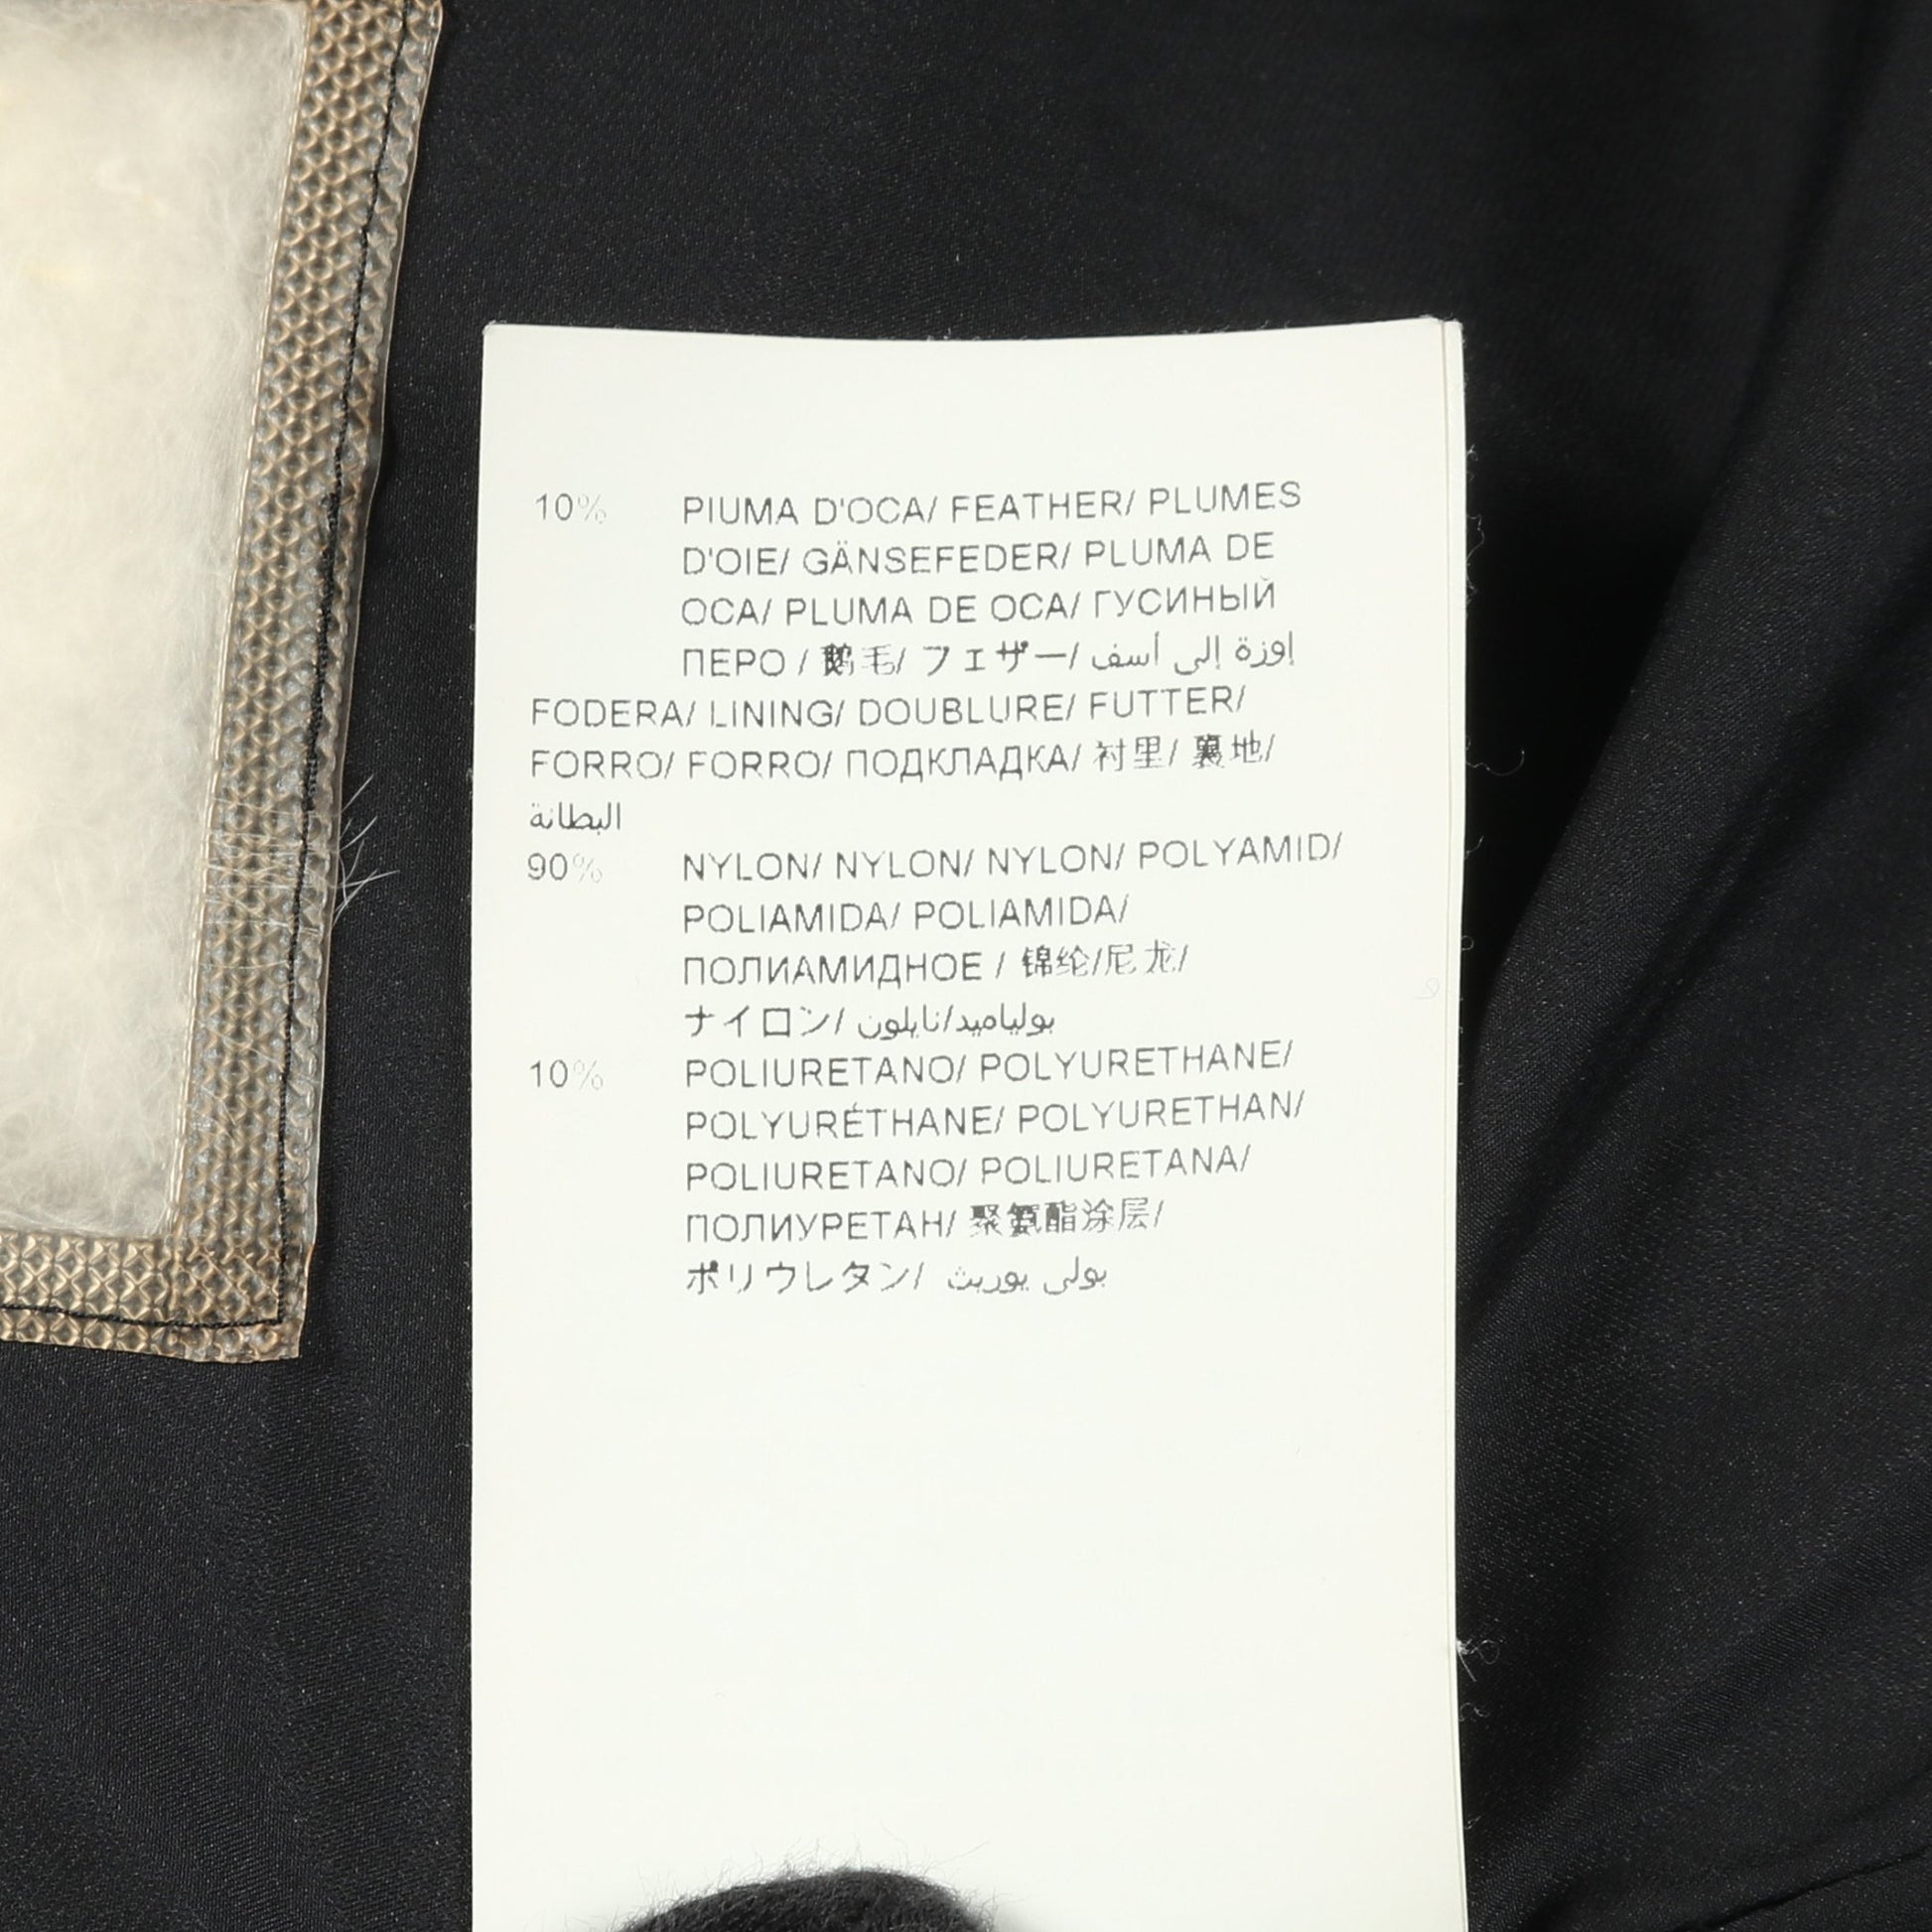 10% PIUMA D'OCA/ FEATHER/ PLUMES
D'OIE/ GÄNSEFEDER/ PLUMA DE
OCA/ PLUMA DE OCA/ ГУСИНЫЙ
ПЕРО / 鹅毛/ フェザー/ إوزة إلى أسف
FODERA/ LINING/ DOUBLURE/ FUTTER/
FORRO/ FORRO/ ПОДКЛАДКА/ 衬里/ 裏地/
البطانة
90% NYLON/ NYLON/ NYLON/ POLYAMID/
POLIAMIDA/ POLIAMIDA/
ПОЛИАМИДНОЕ / 锦纶/尼龙/
ナイロン/ بولياميد/نايلون
10% POLIURETANO/ POLYURETHANE/
POLYURÉTHANE/ POLYURETHAN/
POLIURETANO/ POLIURETANA/
ПОЛИУРЕТАН/ 聚氨酯涂层/
ポリウレタン/ بولى يوريث